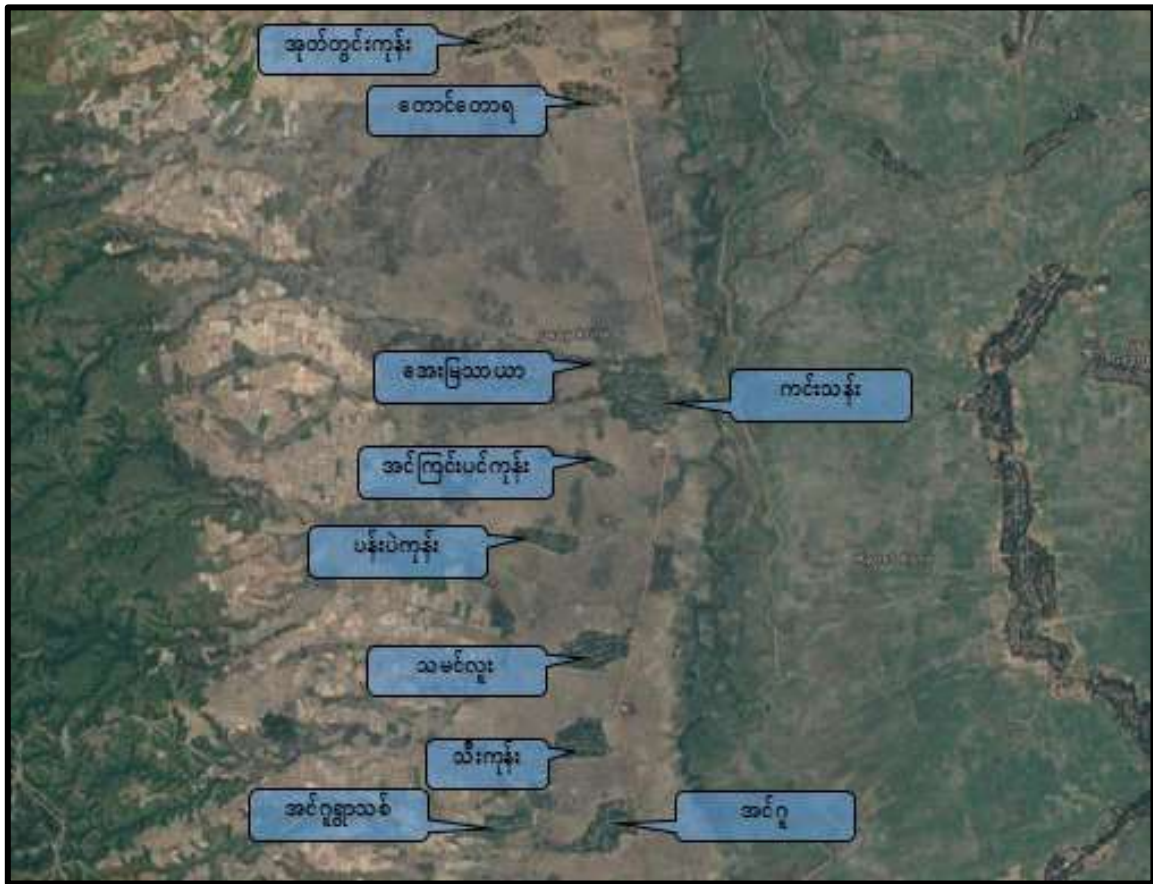 အုတ်တွင်းကုန်း
တောင်တောရ
အေးမြသာယာ
ကင်းသန်း
အင်ကြင်းပင်ကုန်း
ပန်းပဲကုန်း
သမင်လူး
သီးကုန်း
အင်ဂူရွာသစ်
အင်ဂူ